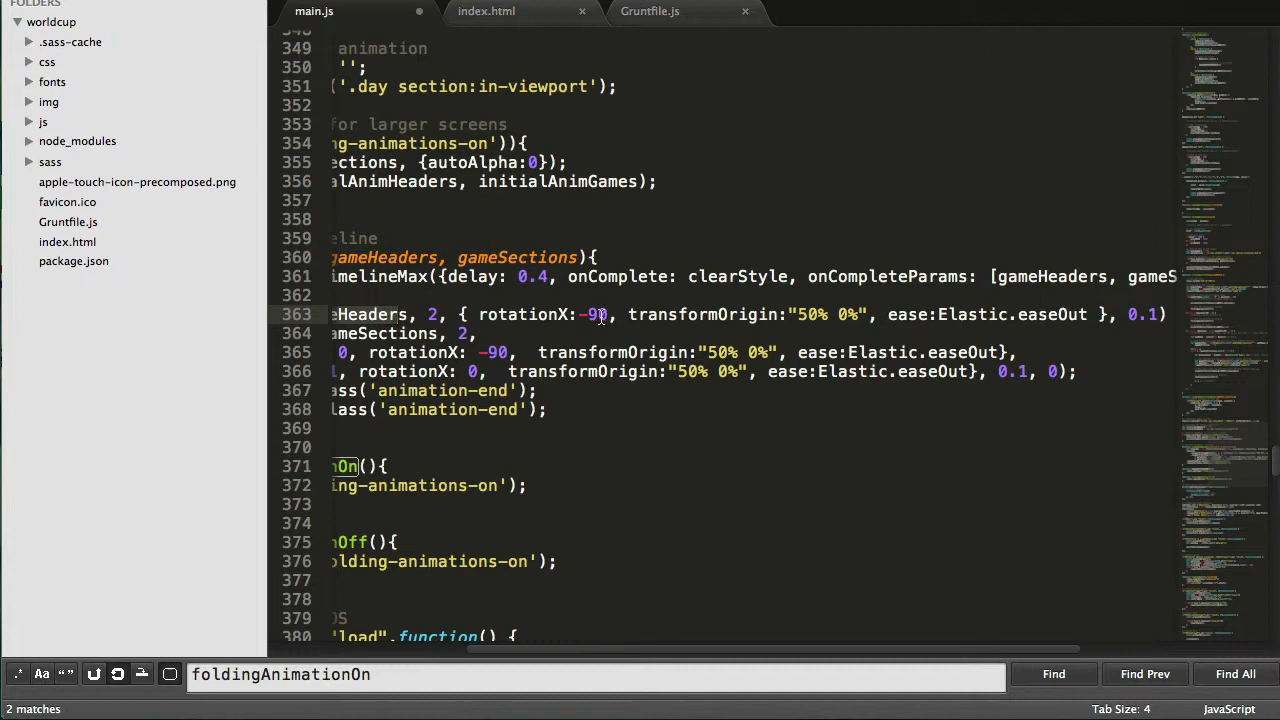 FOLDERS
worldcup
.sass-cache
css
fonts
img
js
node_modules
sass
apple-touch-icon-precomposed.png
favicon.ico
Gruntfile.js
index.html
package.json
main.js
index.html
Gruntfile.js
348
349 animation
350 '';
351 ('.day section:in-viewport');
352
353 for larger screens
354 ng-animations-on')){
355 ections, {autoAlpha:0});
356 alAnimHeaders, initialAnimGames);
357
358
359 eline
360 gameHeaders, gameSections){
361 imelineMax({delay: 0.4, onComplete:clearStyle, onCompleteParams: [gameHeaders, gameS
362
363 eHeaders, 2, { rotationX:-90, transformOrigin:"50% 0%", ease:Elastic.easeOut }, 0.1)
364 ameSections, 2,
365 0, rotationX: -90, transformOrigin:"50% 0%", ease:Elastic.easeOut},
366 1, rotationX: 0, transformOrigin:"50% 0%", ease:Elastic.easeOut}, 0.1, 0);
367 ass('animation-end');
368 lass('animation-end');
369
370
371 nOn(){
372 ing-animations-on');
373
374
375 nOff(){
376 olding-animations-on');
377
378
379 OS
380 "load",function() {
.* Aa “ ” foldingAnimationOn Find Find Prev Find All
2 matches Tab Size: 4 JavaScript